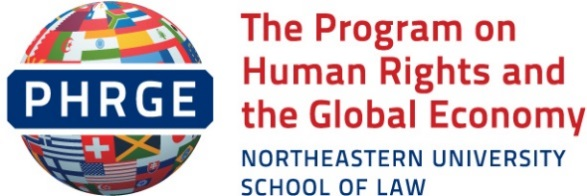 PHRGE
The Program on
Human Rights and
the Global Economy
NORTHEASTERN UNIVERSITY
SCHOOL OF LAW